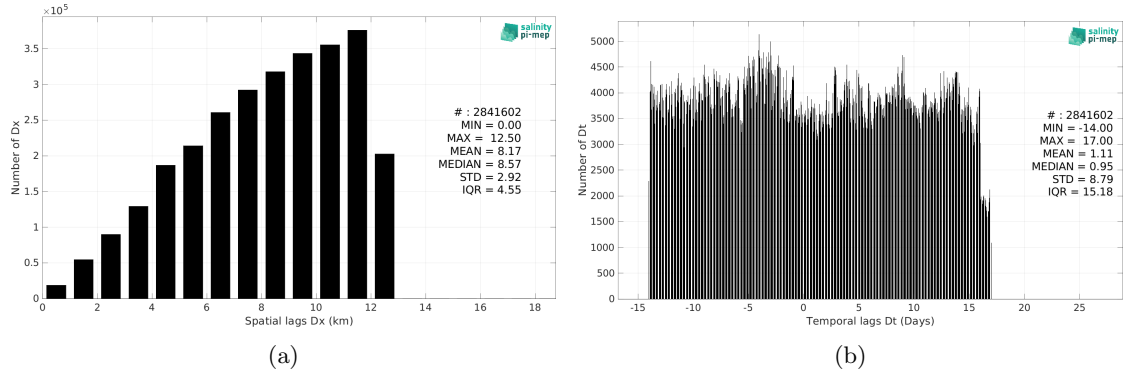 ×10⁵
3.5
3
2.5
2
1.5
1
0.5
0
Number of Dx
0 2 4 6 8 10 12 14 16 18
Spatial lags Dx (km)
salinity
pi-mep
# : 2841602
MIN = 0.00
MAX = 12.50
MEAN = 8.17
MEDIAN = 8.57
STD = 2.92
IQR = 4.55
(a)
5000
4500
4000
3500
3000
2500
2000
1500
1000
500
0
Number of Dt
-15 -10 -5 0 5 10 15 20 25
Temporal lags Dt (Days)
salinity
pi-mep
# : 2841602
MIN = -14.00
MAX = 17.00
MEAN = 1.11
MEDIAN = 0.95
STD = 8.79
IQR = 15.18
(b)